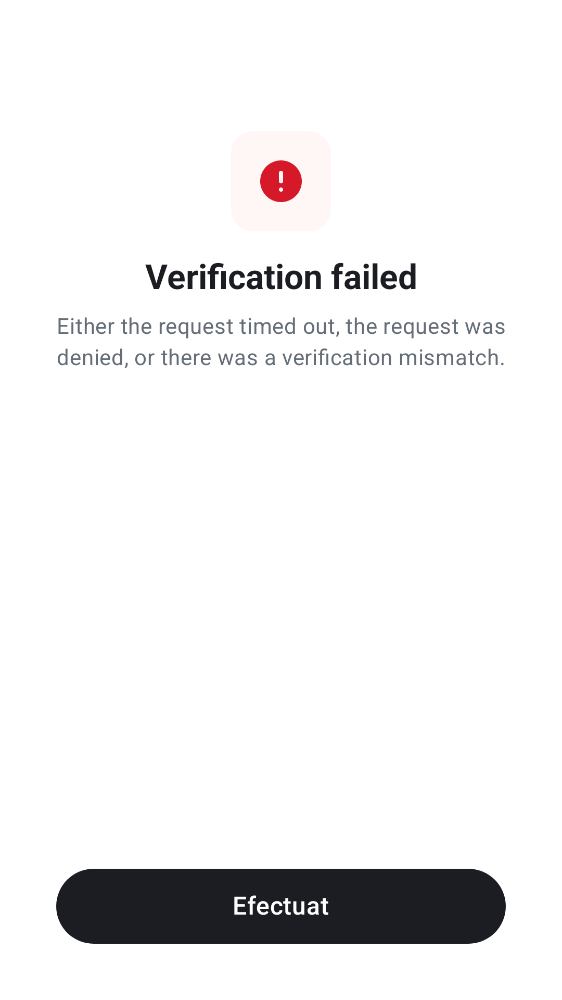 Verification failed
Either the request timed out, the request was
denied, or there was a verification mismatch.
Efectuat